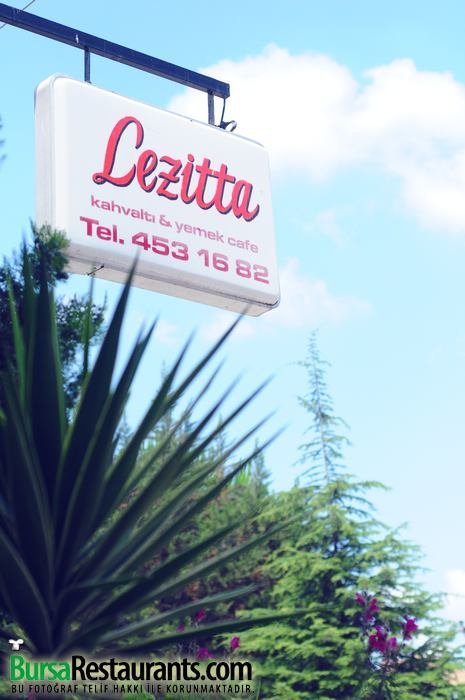 Lezitta
kahvaltı & yemek cafe
Tel. 453 16 82
BursaRestaurants.com
BU FOTOĞRAF TELİF HAKKI İLE KORUNMAKTADIR.